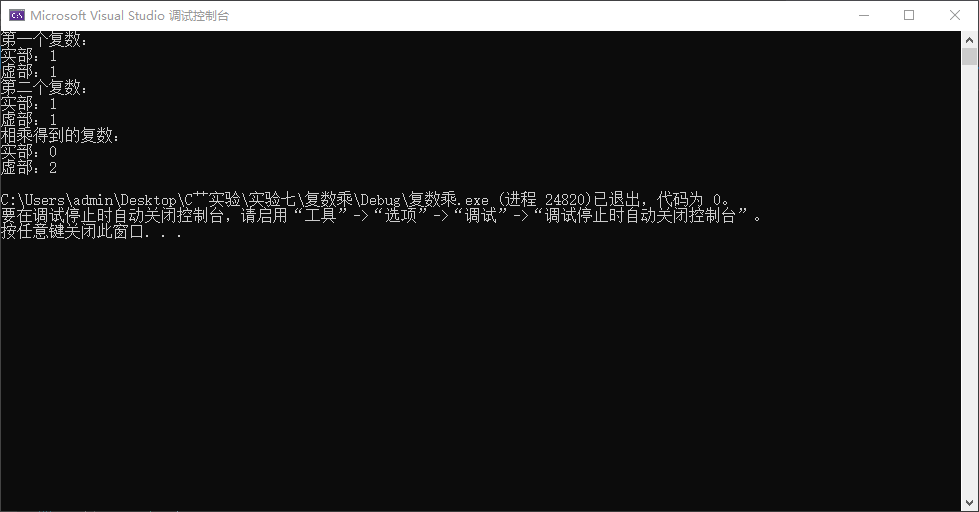 Microsoft Visual Studio 调试控制台
第一个复数：
实部：1
虚部：1
第二个复数：
实部：1
虚部：1
相乘得到的复数：
实部：0
虚部：2
C:\Users\admin\Desktop\C艹实验\实验七\复数乘\Debug\复数乘.exe (进程 24820)已退出，代码为 0。
要在调试停止时自动关闭控制台，请启用“工具”->“选项”->“调试”->“调试停止时自动关闭控制台”。
按任意键关闭此窗口. . .